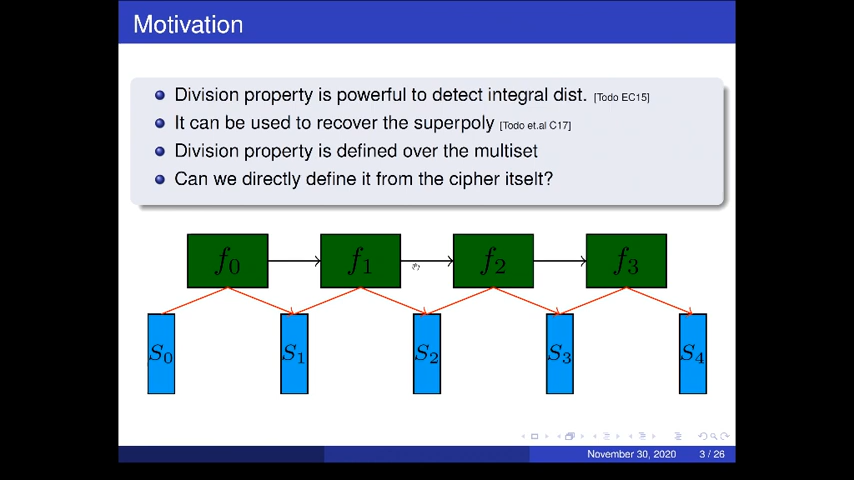 Motivation
Division property is powerful to detect integral dist. [Todo EC15]
It can be used to recover the superpoly [Todo et.al C17]
Division property is defined over the multiset
Can we directly define it from the cipher itself?
f0 f1 f2 f3
S0 S1 S2 S3 S4
November 30, 2020 3 / 26